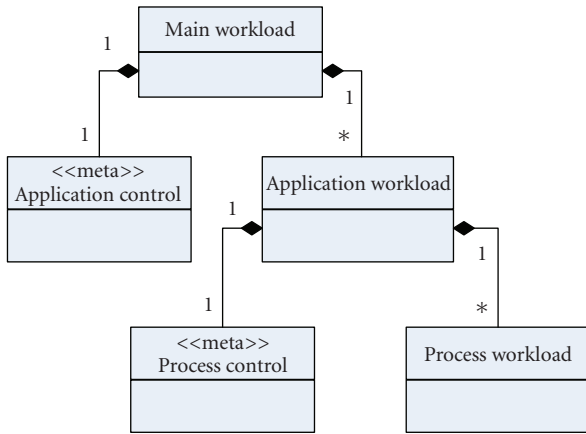 Main workload
1
1
1
*
<<meta>>
Application control
Application workload
1
1
1
*
<<meta>>
Process control
Process workload